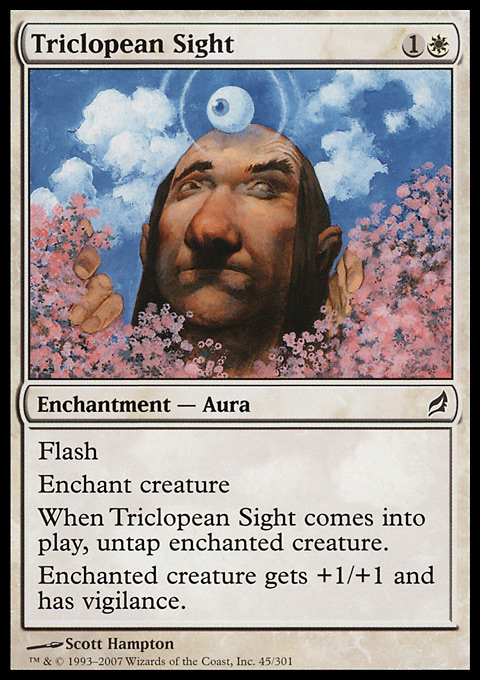 Triclopean Sight 1
Enchantment — Aura
Flash
Enchant creature
When Triclopean Sight comes into
play, untap enchanted creature.
Enchanted creature gets +1/+1 and
has vigilance.
Scott Hampton
™ & © 1993–2007 Wizards of the Coast, Inc. 45/301